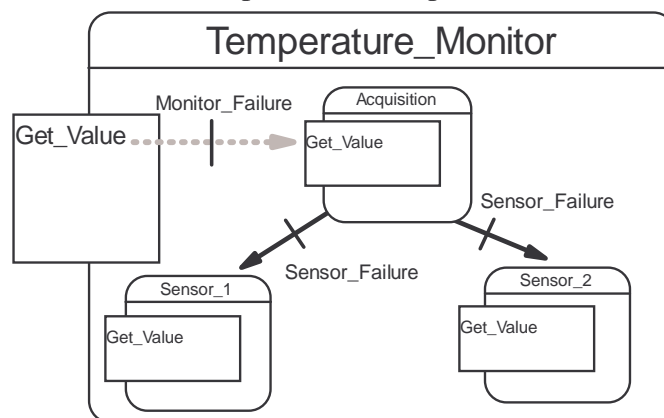 Temperature_Monitor
Monitor_Failure
Acquisition
Get_Value
Get_Value
Sensor_Failure
Sensor_Failure
Sensor_1
Sensor_2
Get_Value
Get_Value